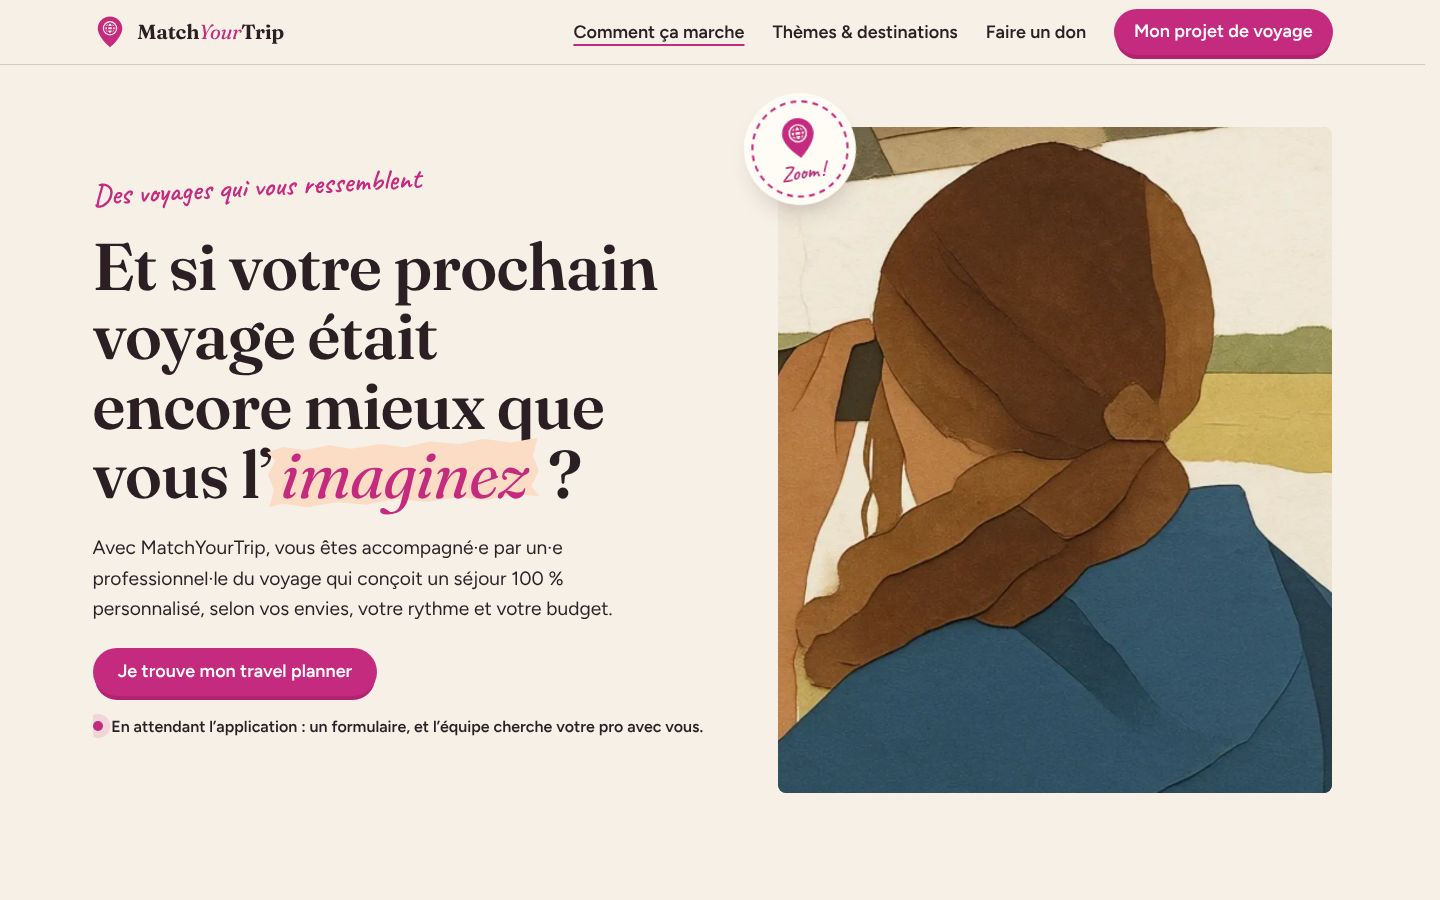 MatchYourTrip
Comment ça marche
Thèmes & destinations
Faire un don
Mon projet de voyage
Zoom!
Des voyages qui vous ressemblent
Et si votre prochain
voyage était
encore mieux que
vous l’imaginez ?
Avec MatchYourTrip, vous êtes accompagné·e par un·e
professionnel·le du voyage qui conçoit un séjour 100 %
personnalisé, selon vos envies, votre rythme et votre budget.
Je trouve mon travel planner
En attendant l’application : un formulaire, et l’équipe cherche votre pro avec vous.